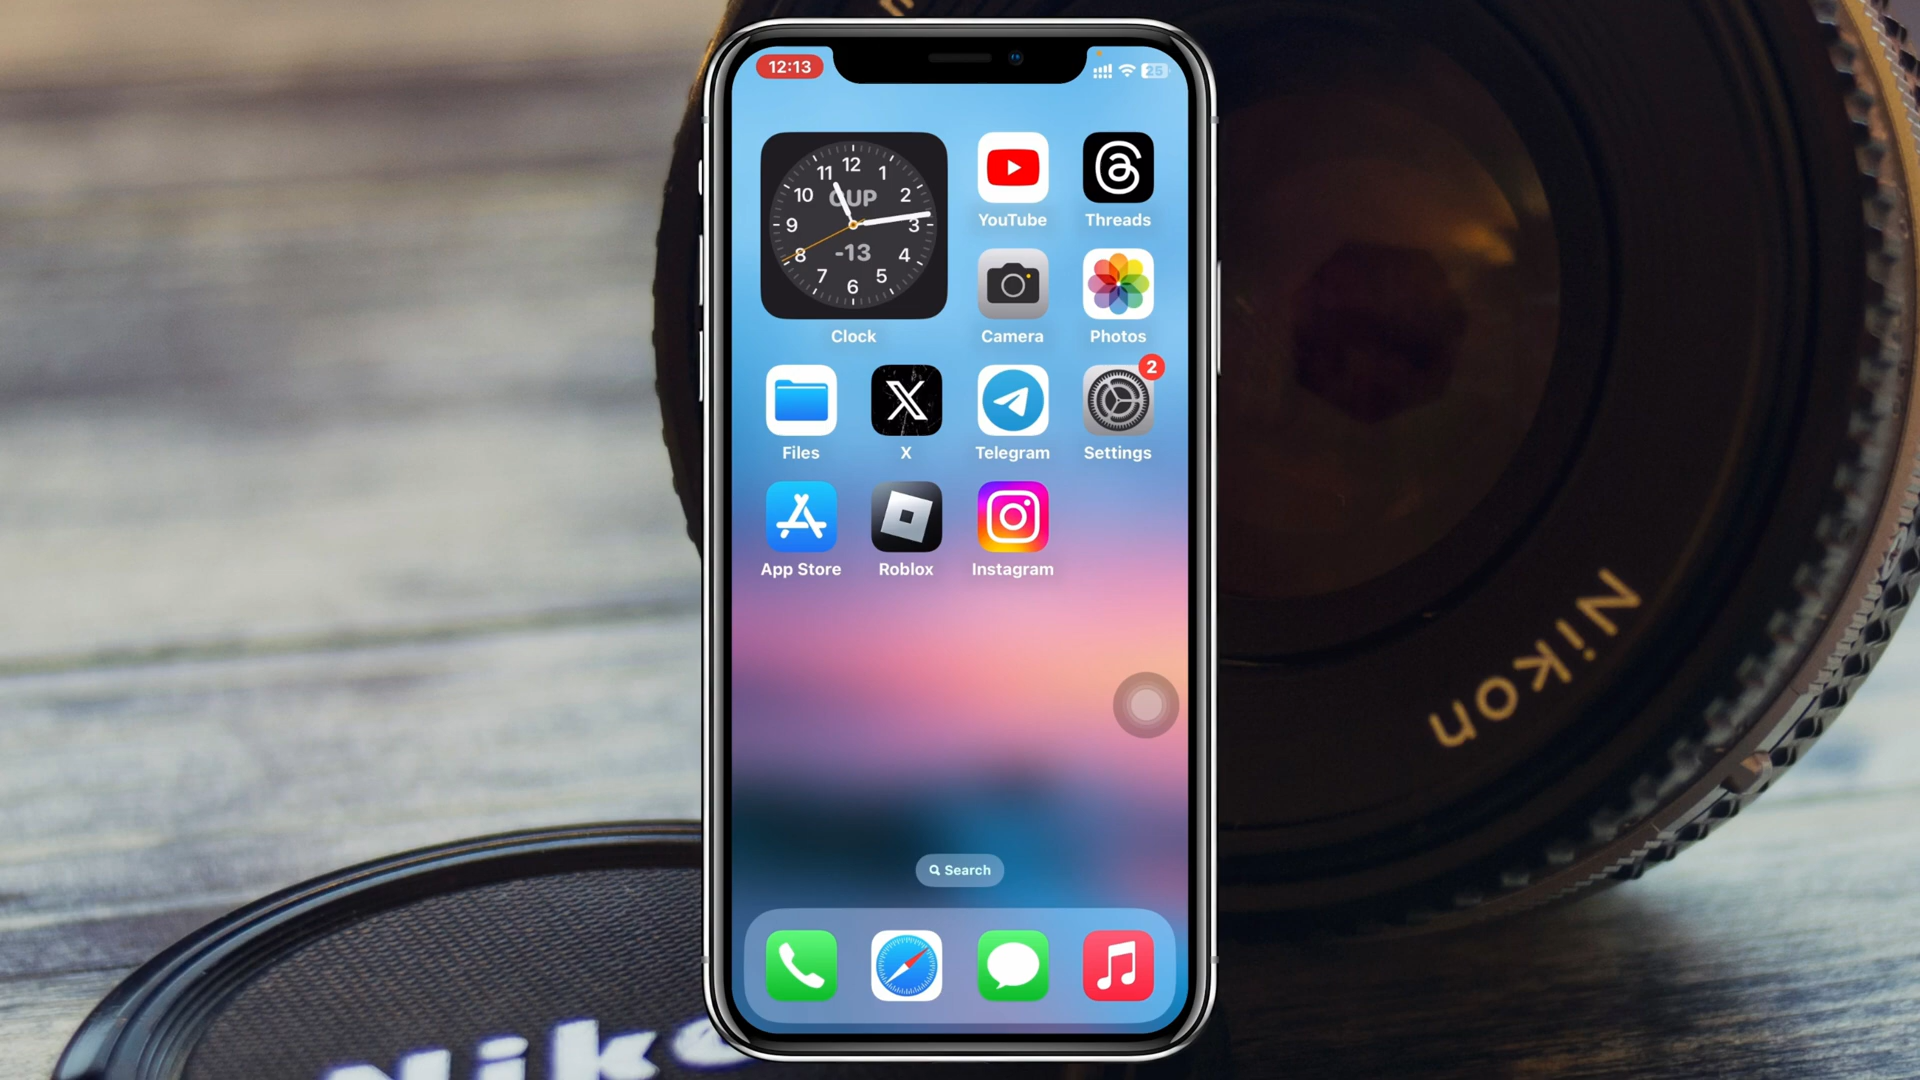 12:13
25
12
11 1
10 CUP 2
9 3
-13
8 4
7 5
6
Clock
YouTube
Threads
Camera
Photos
2
Files
X
Telegram
Settings
App Store
Roblox
Instagram
Search
Nikon
Nik